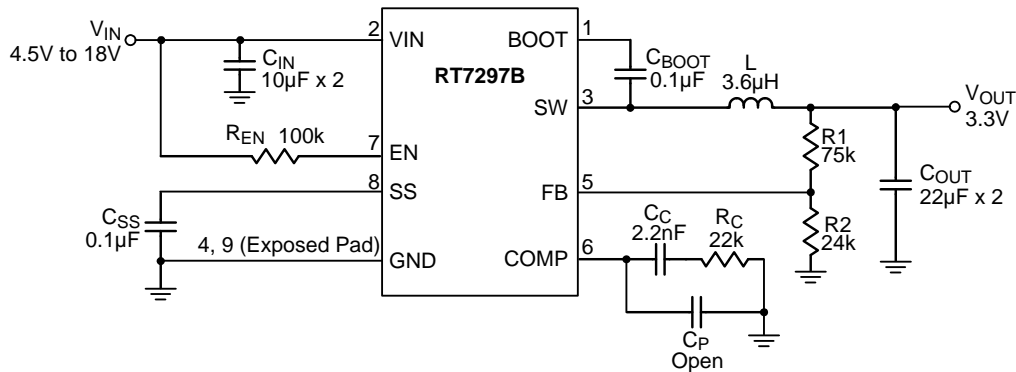 VIN
4.5V to 18V
CIN
10µF x 2
REN 100k
CSS
0.1µF
4, 9 (Exposed Pad)
2
7
8
VIN
EN
SS
GND
RT7297B
BOOT
SW
FB
COMP
1
3
5
6
CBOOT
0.1µF
L
3.6µH
VOUT
3.3V
R1
75k
COUT
22µF x 2
R2
24k
CC
2.2nF
RC
22k
CP
Open